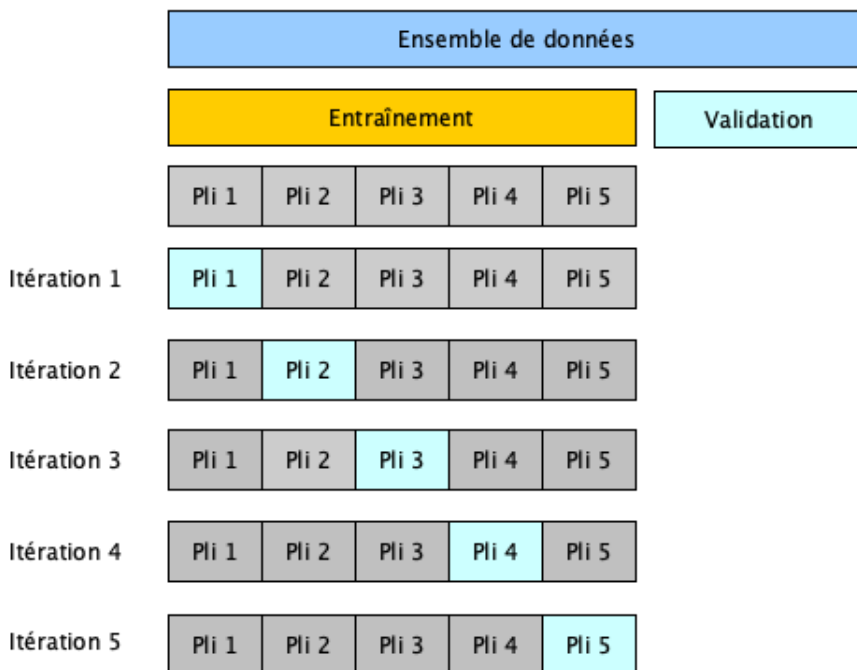 Ensemble de données
Entraînement Validation
Pli 1 Pli 2 Pli 3 Pli 4 Pli 5
Itération 1 Pli 1 Pli 2 Pli 3 Pli 4 Pli 5
Itération 2 Pli 1 Pli 2 Pli 3 Pli 4 Pli 5
Itération 3 Pli 1 Pli 2 Pli 3 Pli 4 Pli 5
Itération 4 Pli 1 Pli 2 Pli 3 Pli 4 Pli 5
Itération 5 Pli 1 Pli 2 Pli 3 Pli 4 Pli 5